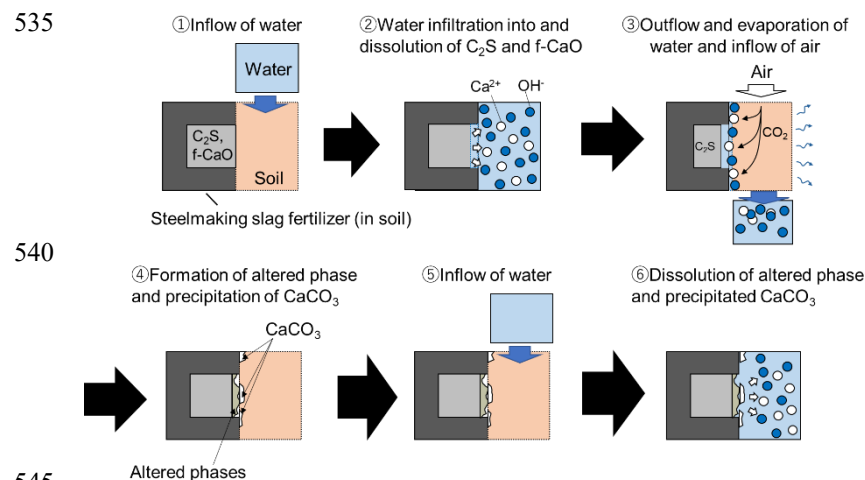 535
①Inflow of water
②Water infiltration into and
dissolution of C₂S and f-CaO
③Outflow and evaporation of
water and inflow of air
Water
Ca²⁺
OH⁻
Air
C₂S,
f-CaO
Soil
C₂S
CO₂
Steelmaking slag fertilizer (in soil)
540
④Formation of altered phase
and precipitation of CaCO₃
⑤Inflow of water
⑥Dissolution of altered phase
and precipitated CaCO₃
CaCO₃
Altered phases
545